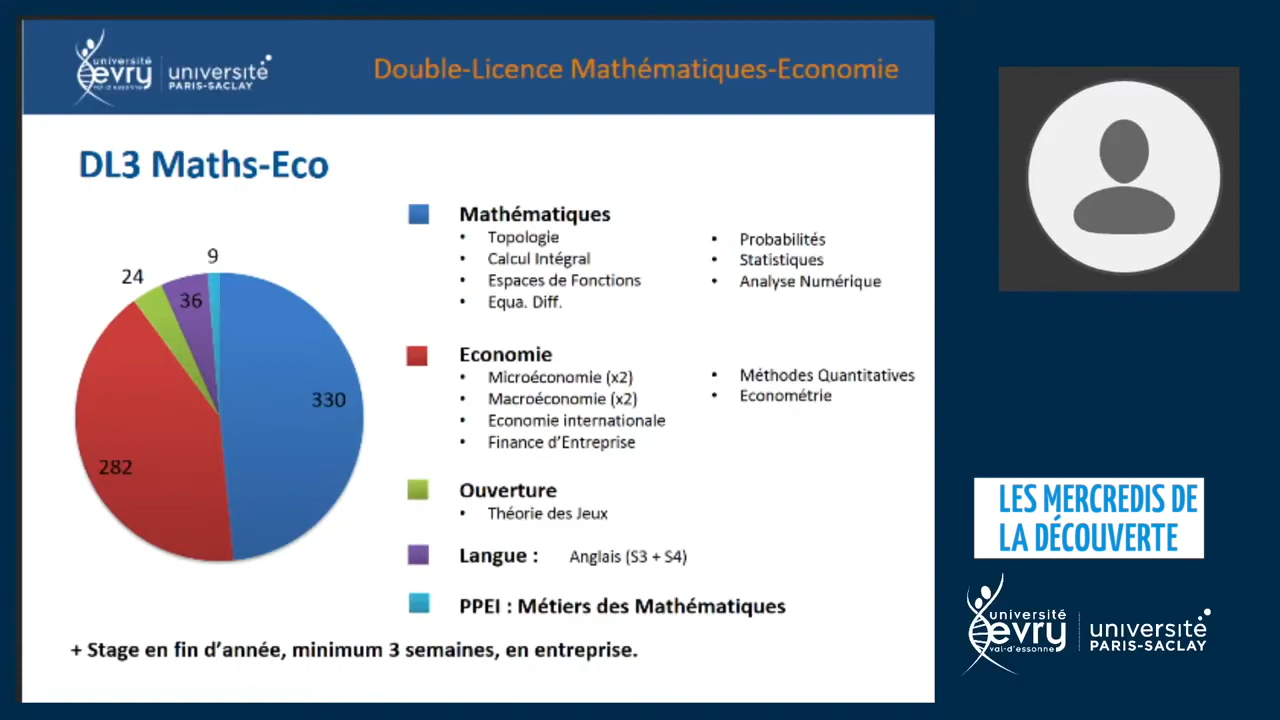 université
evry
val-d'essonne
université
PARIS-SACLAY
Double-Licence Mathématiques-Economie
DL3 Maths-Eco
9
24
36
330
282
Mathématiques
• Topologie
• Calcul Intégral
• Espaces de Fonctions
• Equa. Diff.
• Probabilités
• Statistiques
• Analyse Numérique
Economie
• Microéconomie (x2)
• Macroéconomie (x2)
• Economie internationale
• Finance d'Entreprise
• Méthodes Quantitatives
• Econométrie
Ouverture
• Théorie des Jeux
Langue : Anglais (S3 + S4)
PPEI : Métiers des Mathématiques
+ Stage en fin d'année, minimum 3 semaines, en entreprise.
LES MERCREDIS DE
LA DÉCOUVERTE
université
evry
val-d'essonne
université
PARIS-SACLAY